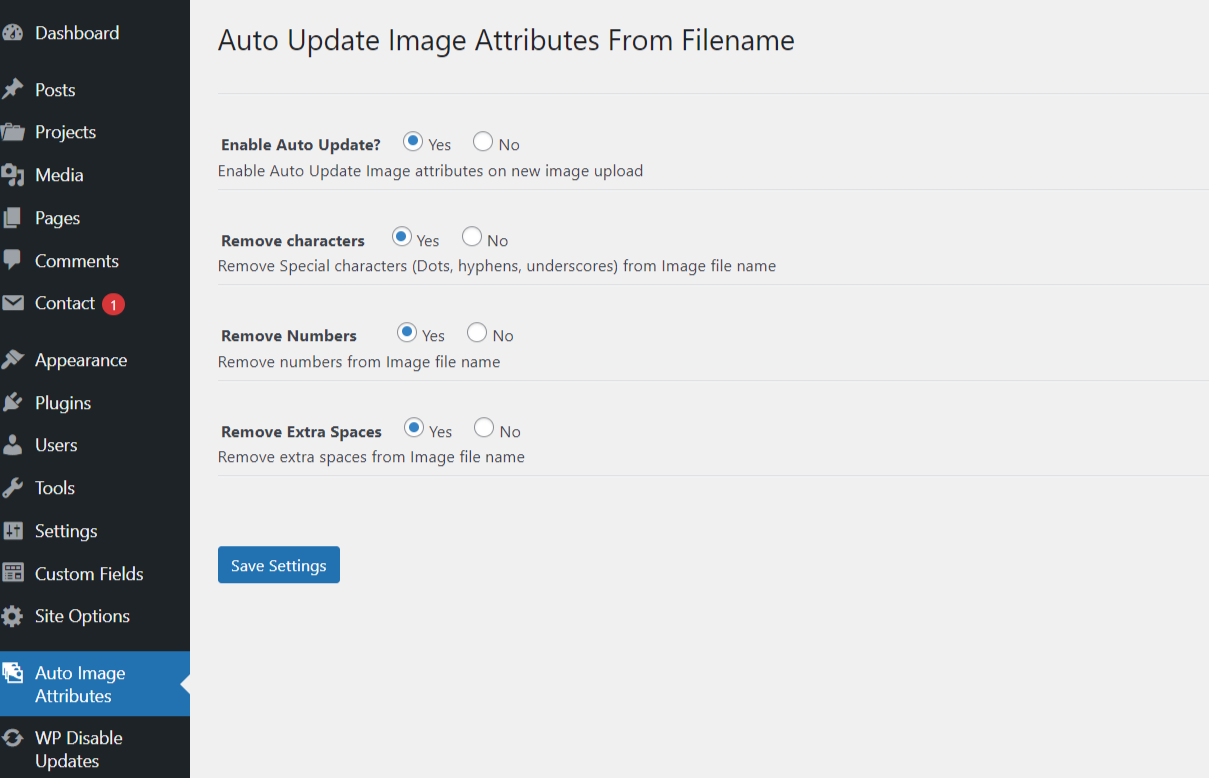 Dashboard
Posts
Projects
Media
Pages
Comments
Contact 1
Appearance
Plugins
Users
Tools
Settings
Custom Fields
Site Options
Auto Image
Attributes
WP Disable
Updates
Auto Update Image Attributes From Filename
Enable Auto Update? Yes No
Enable Auto Update Image attributes on new image upload
Remove characters Yes No
Remove Special characters (Dots, hyphens, underscores) from Image file name
Remove Numbers Yes No
Remove numbers from Image file name
Remove Extra Spaces Yes No
Remove extra spaces from Image file name
Save Settings